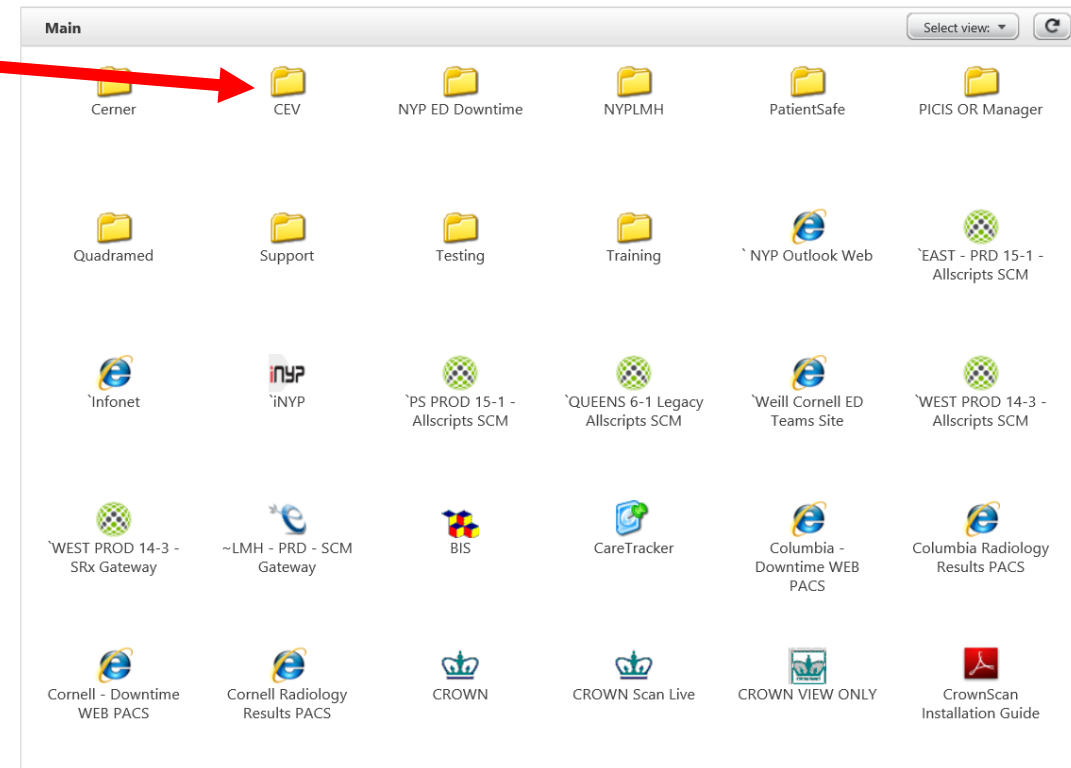 Main
Select view:
Cerner
CEV
NYP ED Downtime
NYPLMH
PatientSafe
PICIS OR Manager
Quadramed
Support
Testing
Training
` NYP Outlook Web
`EAST - PRD 15-1 -
Allscripts SCM
`Infonet
iNYP
`iNYP
`PS PROD 15-1 -
Allscripts SCM
`QUEENS 6-1 Legacy
Allscripts SCM
`Weill Cornell ED
Teams Site
`WEST PROD 14-3 -
Allscripts SCM
`WEST PROD 14-3 -
SRx Gateway
~LMH - PRD - SCM
Gateway
BIS
CareTracker
Columbia -
Downtime WEB
PACS
Columbia Radiology
Results PACS
Cornell - Downtime
WEB PACS
Cornell Radiology
Results PACS
CROWN
CROWN Scan Live
CROWN VIEW ONLY
CrownScan
Installation Guide